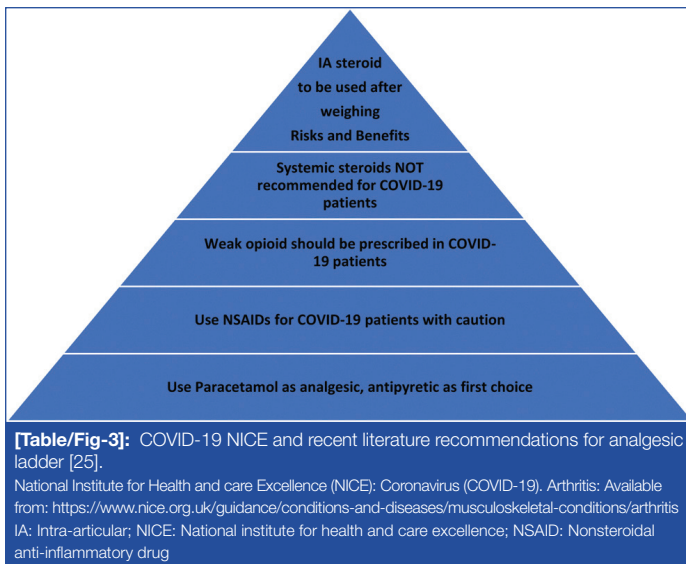 IA steroid
to be used after
weighing
Risks and Benefits
Systemic steroids NOT
recommended for COVID-19
patients
Weak opioid should be prescribed in COVID-
19 patients
Use NSAIDs for COVID-19 patients with caution
Use Paracetamol as analgesic, antipyretic as first choice
[Table/Fig-3]: COVID-19 NICE and recent literature recommendations for analgesic
ladder [25].
National Institute for Health and care Excellence (NICE): Coronavirus (COVID-19). Arthritis: Available
from: https://www.nice.org.uk/guidance/conditions-and-diseases/musculoskeletal-conditions/arthritis
IA: Intra-articular; NICE: National institute for health and care excellence; NSAID: Nonsteroidal
anti-inflammatory drug